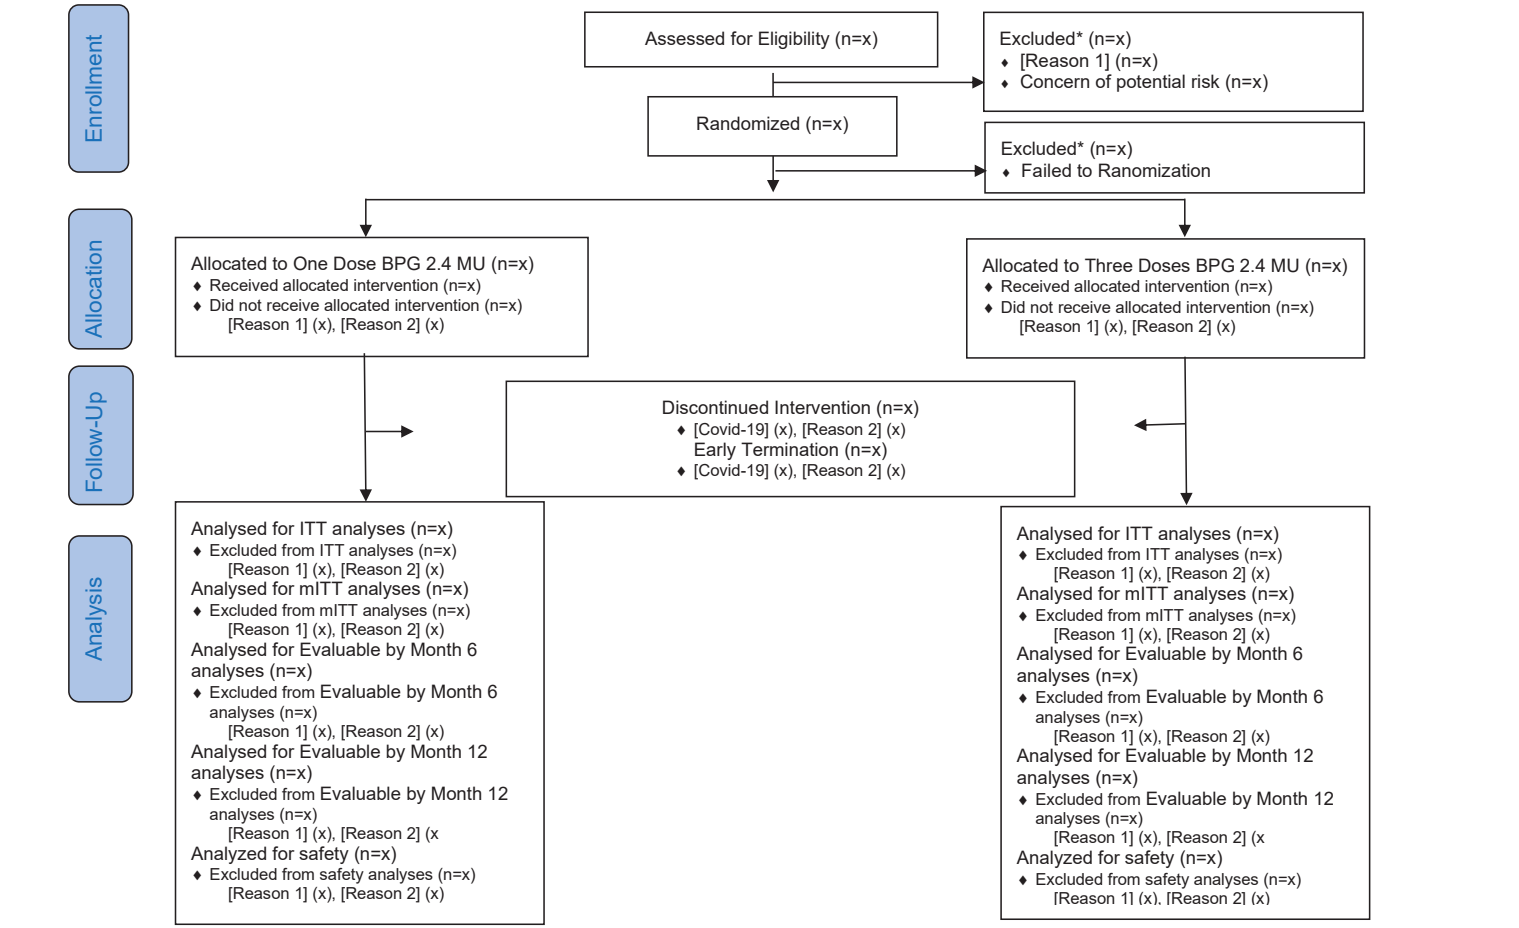 Enrollment
Assessed for Eligibility (n=x)
Excluded* (n=x)
♦ [Reason 1] (n=x)
♦ Concern of potential risk (n=x)
Randomized (n=x)
Excluded* (n=x)
♦ Failed to Ranomization
Allocation
Allocated to One Dose BPG 2.4 MU (n=x)
♦ Received allocated intervention (n=x)
♦ Did not receive allocated intervention (n=x)
[Reason 1] (x), [Reason 2] (x)
Allocated to Three Doses BPG 2.4 MU (n=x)
♦ Received allocated intervention (n=x)
♦ Did not receive allocated intervention (n=x)
[Reason 1] (x), [Reason 2] (x)
Follow-Up
Discontinued Intervention (n=x)
♦ [Covid-19] (x), [Reason 2] (x)
Early Termination (n=x)
♦ [Covid-19] (x), [Reason 2] (x)
Analysis
Analysed for ITT analyses (n=x)
♦ Excluded from ITT analyses (n=x)
[Reason 1] (x), [Reason 2] (x)
Analysed for mITT analyses (n=x)
♦ Excluded from mITT analyses (n=x)
[Reason 1] (x), [Reason 2] (x)
Analysed for Evaluable by Month 6
analyses (n=x)
♦ Excluded from Evaluable by Month 6
analyses (n=x)
[Reason 1] (x), [Reason 2] (x)
Analysed for Evaluable by Month 12
analyses (n=x)
♦ Excluded from Evaluable by Month 12
analyses (n=x)
[Reason 1] (x), [Reason 2] (x
Analyzed for safety (n=x)
♦ Excluded from safety analyses (n=x)
[Reason 1] (x), [Reason 2] (x)
Analysed for ITT analyses (n=x)
♦ Excluded from ITT analyses (n=x)
[Reason 1] (x), [Reason 2] (x)
Analysed for mITT analyses (n=x)
♦ Excluded from mITT analyses (n=x)
[Reason 1] (x), [Reason 2] (x)
Analysed for Evaluable by Month 6
analyses (n=x)
♦ Excluded from Evaluable by Month 6
analyses (n=x)
[Reason 1] (x), [Reason 2] (x)
Analysed for Evaluable by Month 12
analyses (n=x)
♦ Excluded from Evaluable by Month 12
analyses (n=x)
[Reason 1] (x), [Reason 2] (x
Analyzed for safety (n=x)
♦ Excluded from safety analyses (n=x)
[Reason 1] (x), [Reason 2] (x)